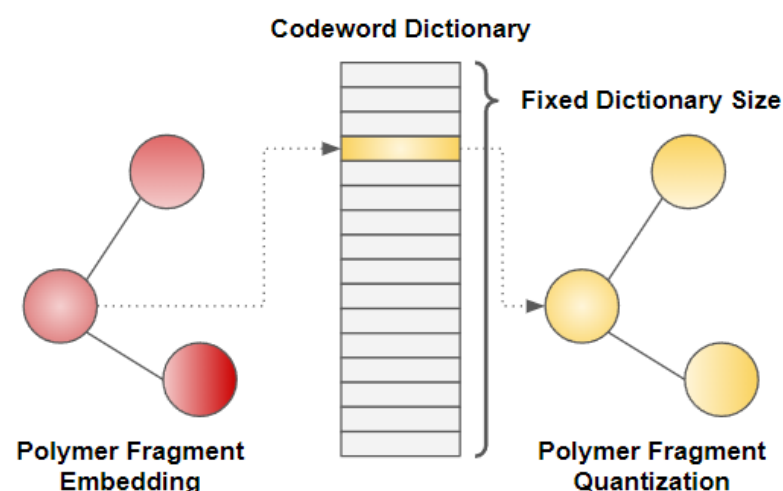 Codeword Dictionary
Fixed Dictionary Size
Polymer Fragment
Embedding
Polymer Fragment
Quantization